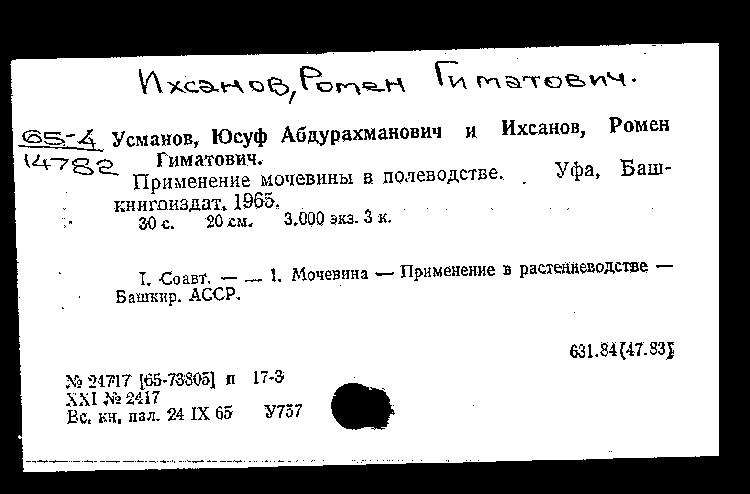 Ихсанов, Ромен Гиматович.
65-4 Усманов, Юсуф Абдурахманович и Ихсанов, Ромен
14782 Гиматович.
Применение мочевины в полеводстве. Уфа, Баш-
книгоиздат, 1965.
30 с. 20 см. 3.000 экз. 3 к.
I. Соавт. — — 1. Мочевина — Применение в растениеводстве —
Башкир. АССР.
631.84(47.83)
№ 24717 [65-73805] п 17-3
XXI № 2417
Вс. кн. пал. 24 IX 65 У757